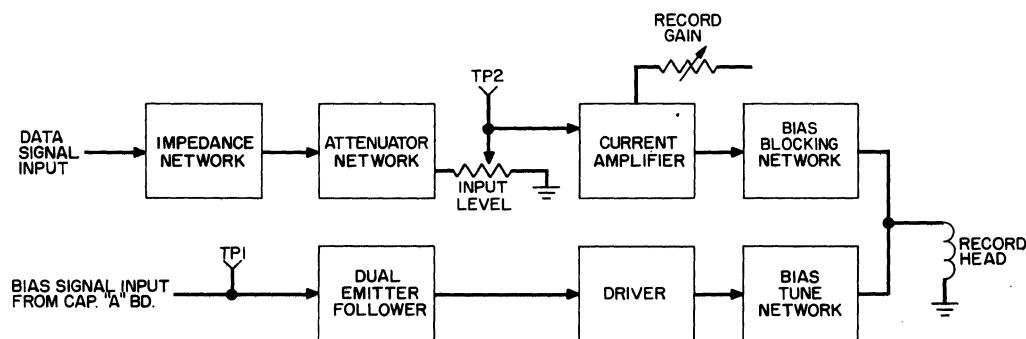 RECORD
GAIN
TP2
DATA
SIGNAL
INPUT
IMPEDANCE
NETWORK
ATTENUATOR
NETWORK
INPUT
LEVEL
CURRENT
AMPLIFIER
BIAS
BLOCKING
NETWORK
RECORD
HEAD
TP1
BIAS SIGNAL INPUT
FROM CAP. "A" BD.
DUAL
EMITTER
FOLLOWER
DRIVER
BIAS
TUNE
NETWORK